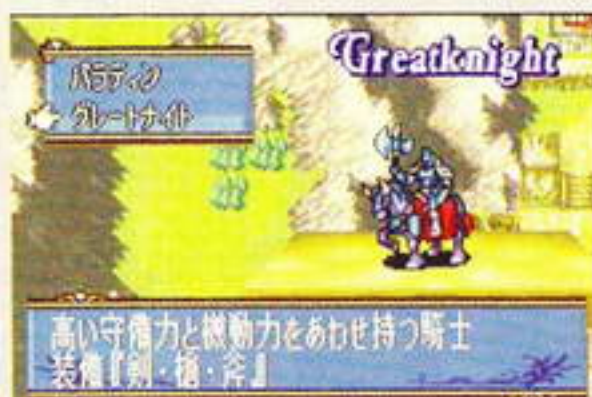 パラディン
グレートナイト
Greatknight
高い守備力と機動力をあわせ持つ騎士
装備『剣・槍・斧』